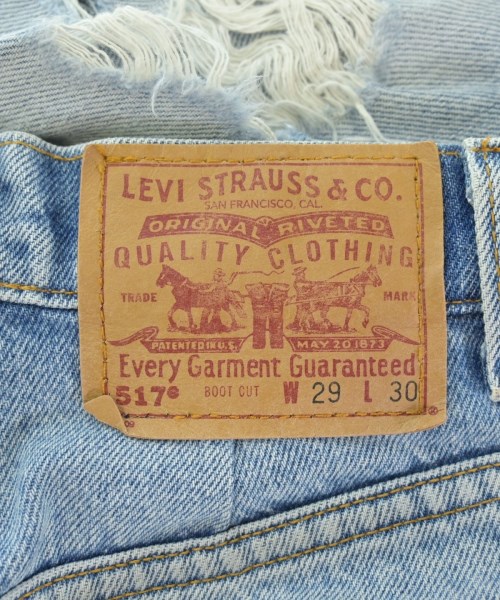 LEVI STRAUSS & CO.
SAN FRANCISCO, CAL.
ORIGINAL RIVETED
QUALITY CLOTHING
TRADE MARK
PATENTED IN U.S. MAY 20 1873
Every Garment Guaranteed
517® BOOT CUT W 29 L 30